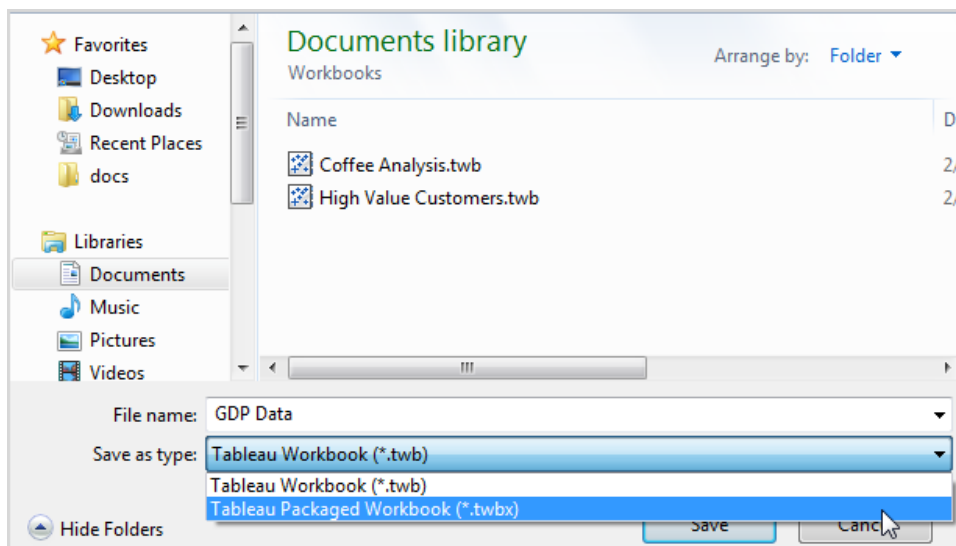 Favorites
Desktop
Downloads
Recent Places
docs
Libraries
Documents
Music
Pictures
Videos
Documents library
Workbooks
Arrange by: Folder
Name
Coffee Analysis.twb
High Value Customers.twb
File name: GDP Data
Save as type: Tableau Workbook (*.twb)
Tableau Workbook (*.twb)
Tableau Packaged Workbook (*.twbx)
Hide Folders
Save